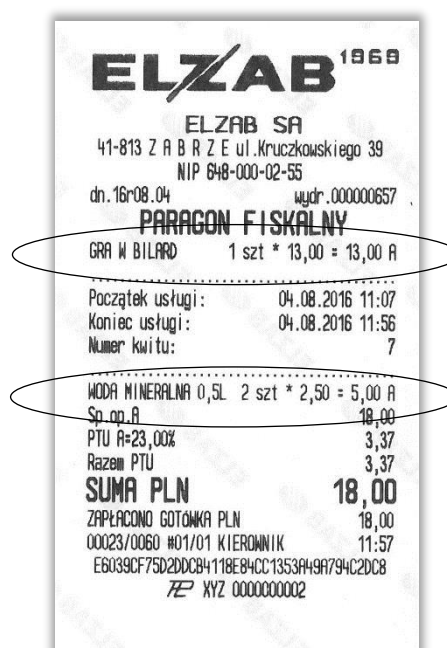 ELZAB 1969
ELZAB SA
41-813 Z A B R Z E ul.Kruczkowskiego 39
NIP 648-000-02-55
dn.16r08.04 wydr.000000657
PARAGON FISKALNY
GRA W BILARD 1 szt * 13,00 = 13,00 A
Początek usługi: 04.08.2016 11:07
Koniec usługi: 04.08.2016 11:56
Numer kwitu: 7
WODA MINERALNA 0,5L 2 szt * 2,50 = 5,00 A
Sp.op.A 18,00
PTU A=23,00% 3,37
Razem PTU 3,37
SUMA PLN 18,00
ZAPŁACONO GOTÓWKA PLN 18,00
00023/0060 #01/01 KIEROWNIK 11:57
E6039CF75D2DDCB4118E84CC1353A49A794C2DC8
XYZ 0000000002